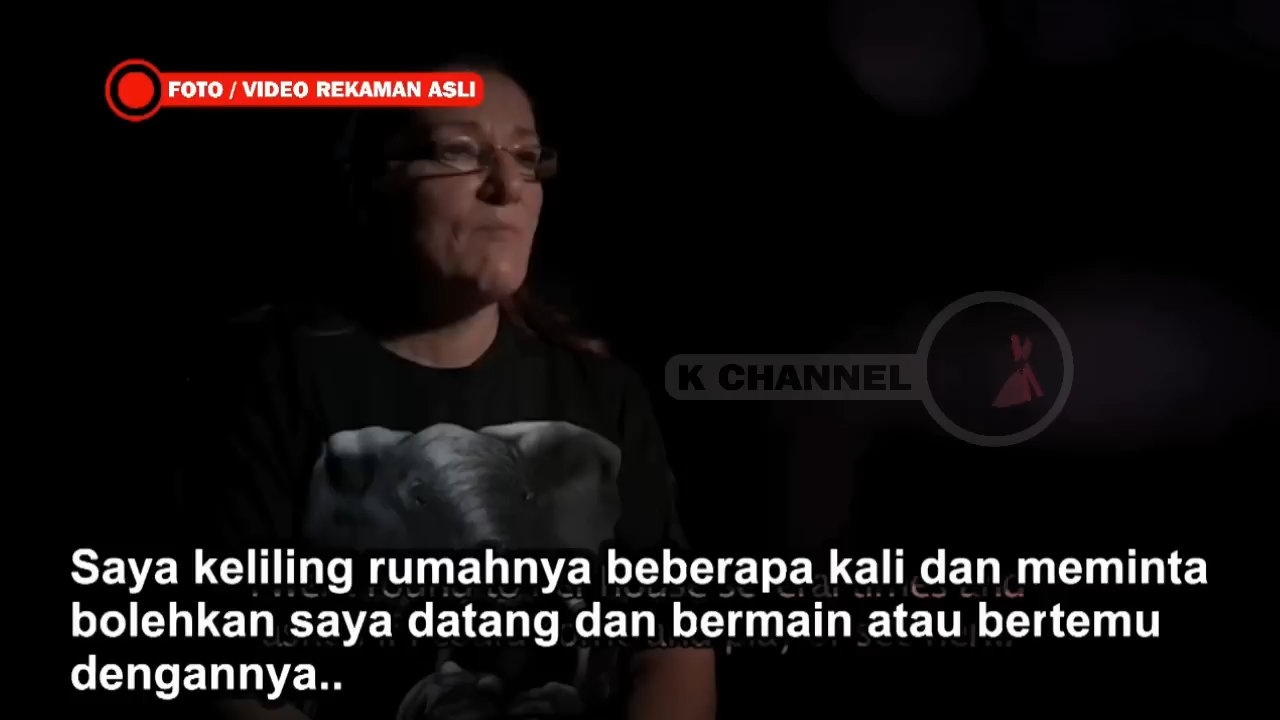 FOTO / VIDEO REKAMAN ASLI
K CHANNEL
Saya keliling rumahnya beberapa kali dan meminta
bolehkan saya datang dan bermain atau bertemu
dengannya..